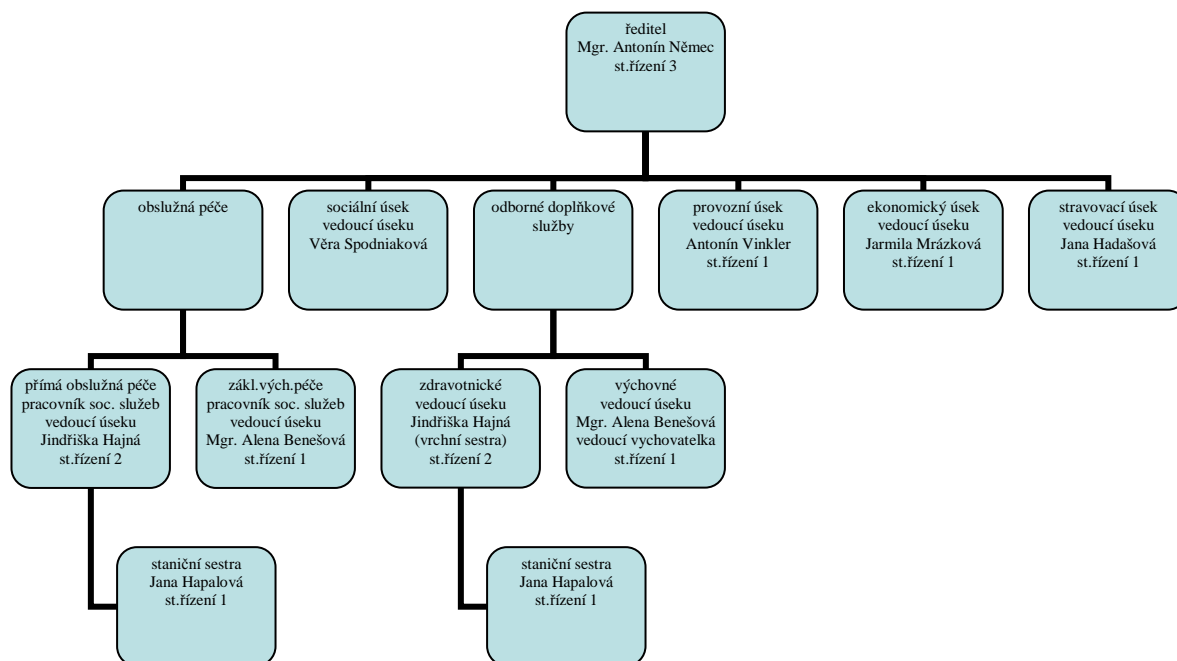 ředitel
Mgr. Antonín Němec
st.řízení 3
obslužná péče
sociální úsek
vedoucí úseku
Věra Spodniaková
odborné doplňkové
služby
provozní úsek
vedoucí úseku
Antonín Vinkler
st.řízení 1
ekonomický úsek
vedoucí úseku
Jarmila Mrázková
st.řízení 1
stravovací úsek
vedoucí úseku
Jana Hadašová
st.řízení 1
přímá obslužná péče
pracovník soc. služeb
vedoucí úseku
Jindřiška Hajná
st.řízení 2
zákl.vých.péče
pracovník soc. služeb
vedoucí úseku
Mgr. Alena Benešová
st.řízení 1
zdravotnické
vedoucí úseku
Jindřiška Hajná
(vrchní sestra)
st.řízení 2
výchovné
vedoucí úseku
Mgr. Alena Benešová
vedoucí vychovatelka
st.řízení 1
staniční sestra
Jana Hapalová
st.řízení 1
staniční sestra
Jana Hapalová
st.řízení 1